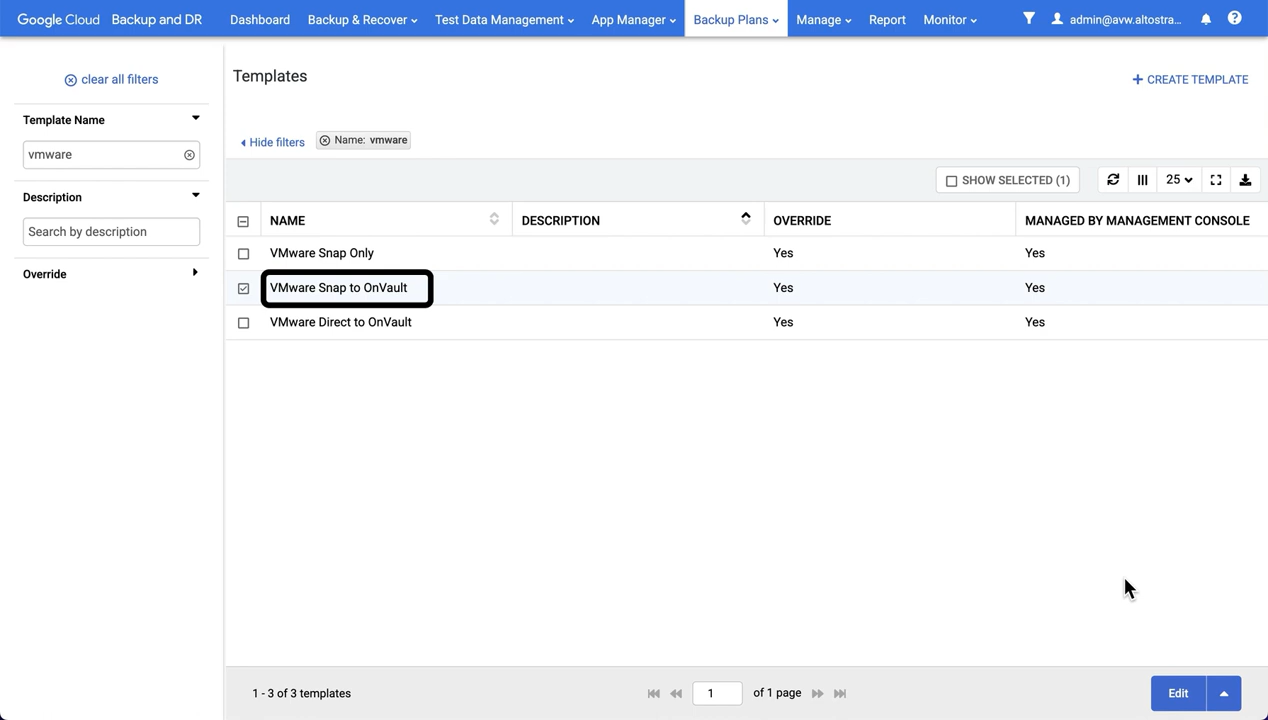 Google Cloud Backup and DR Dashboard Backup & Recover Test Data Management App Manager Backup Plans Manage Report Monitor admin@avw.altostra...
clear all filters
Template Name
vmware
Description
Search by description
Override
Templates
+ CREATE TEMPLATE
Hide filters Name: vmware
SHOW SELECTED (1) 25
NAME DESCRIPTION OVERRIDE MANAGED BY MANAGEMENT CONSOLE
VMware Snap Only Yes Yes
VMware Snap to OnVault Yes Yes
VMware Direct to OnVault Yes Yes
1 - 3 of 3 templates 1 of 1 page Edit